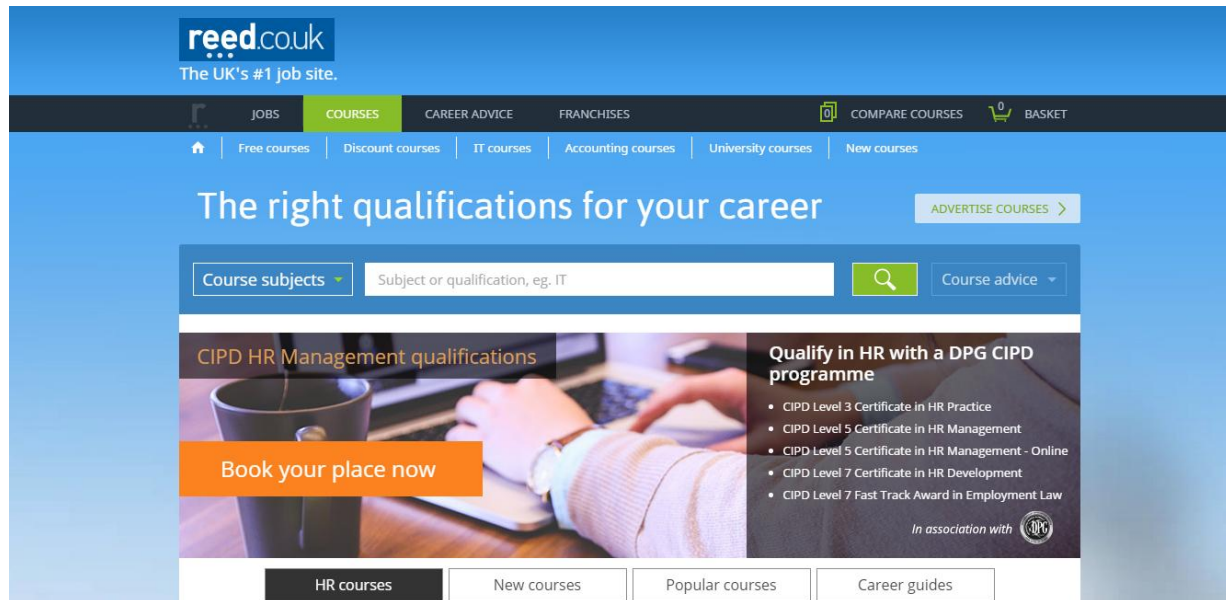 reed.co.uk
The UK's #1 job site.
r JOBS COURSES CAREER ADVICE FRANCHISES 0 COMPARE COURSES 0 BASKET
Free courses Discount courses IT courses Accounting courses University courses New courses
The right qualifications for your career
ADVERTISE COURSES >
Course subjects
Subject or qualification, eg. IT
Course advice
CIPD HR Management qualifications
Book your place now
Qualify in HR with a DPG CIPD
programme
• CIPD Level 3 Certificate in HR Practice
• CIPD Level 5 Certificate in HR Management
• CIPD Level 5 Certificate in HR Management - Online
• CIPD Level 7 Certificate in HR Development
• CIPD Level 7 Fast Track Award in Employment Law
In association with DPG
HR courses New courses Popular courses Career guides